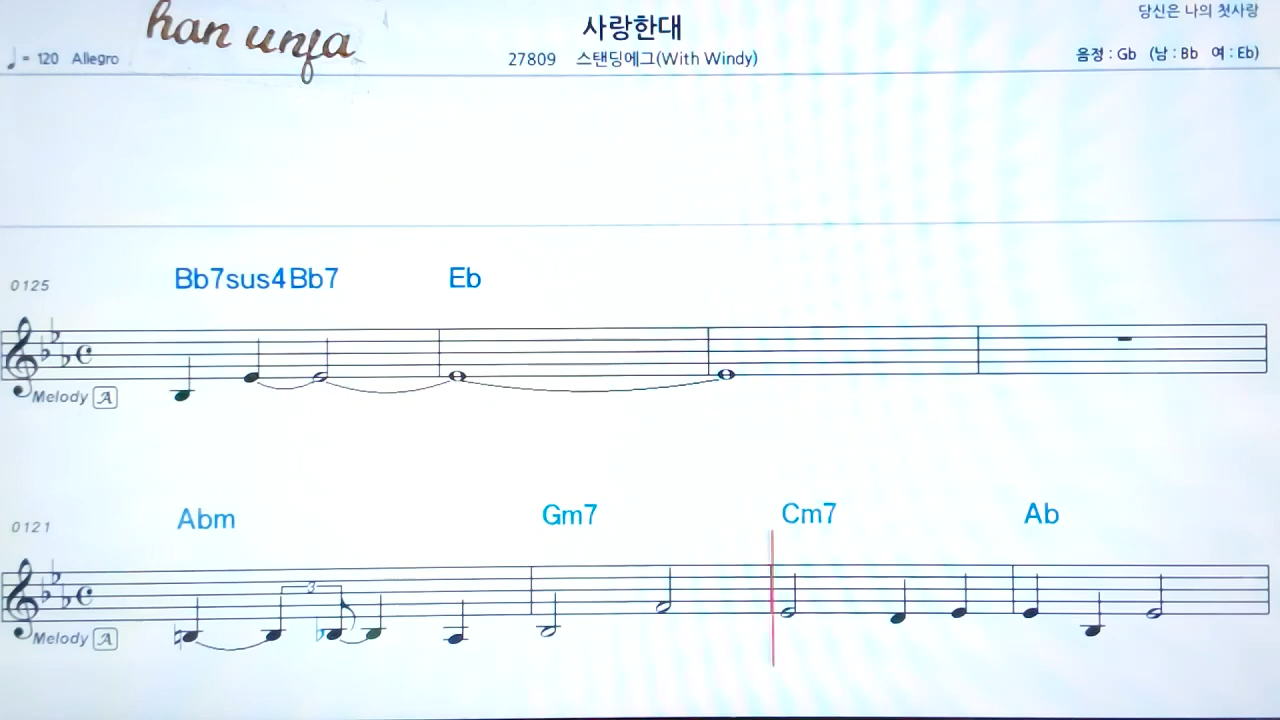 han unfa
♩ = 120 Allegro
사랑한대
27809 스탠딩에그(With Windy)
당신은 나의 첫사랑
음정 : Gb (남 : Bb 여 : Eb)
0125
Bb7sus4 Bb7 Eb
Melody A
0121
Abm Gm7 Cm7 Ab
3
Melody A